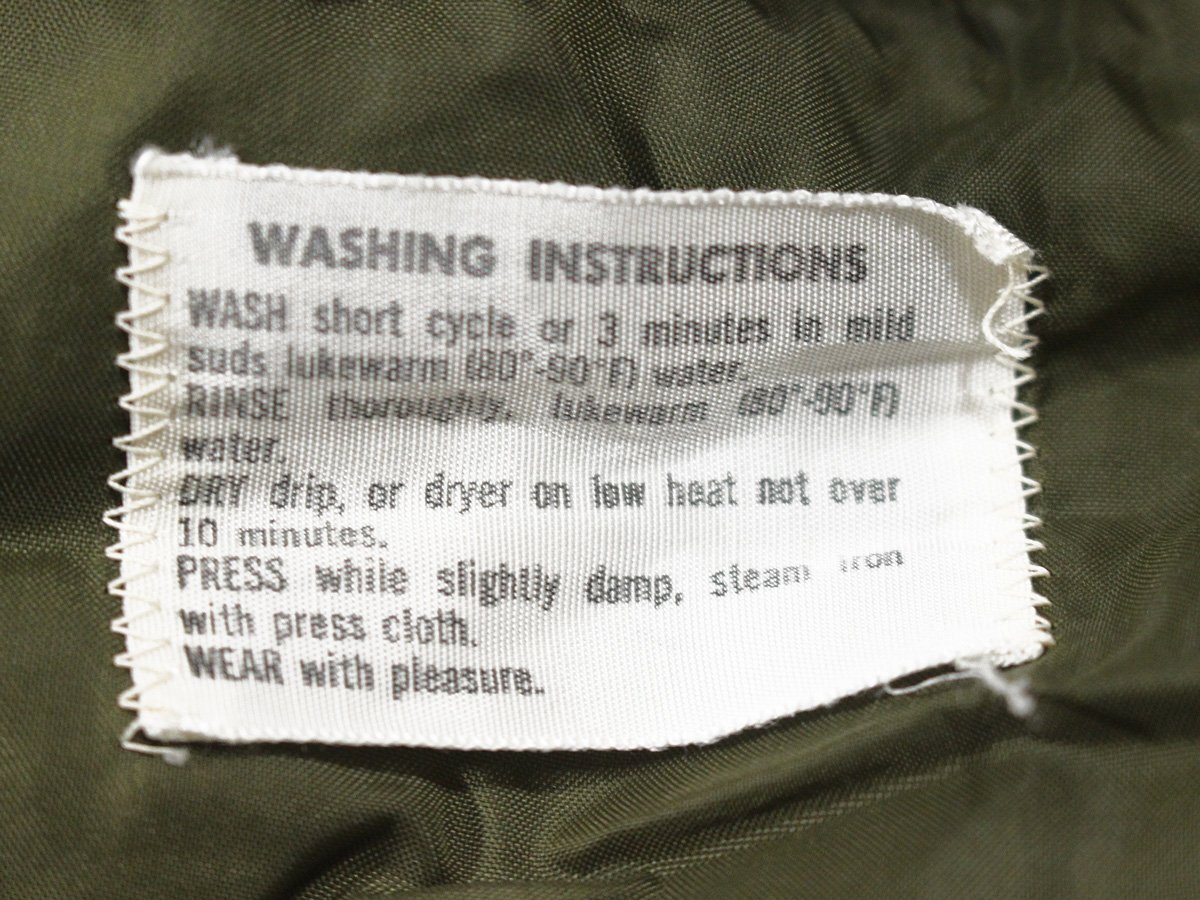 WASHING INSTRUCTIONS
WASH short cycle or 3 minutes in mild
suds lukewarm (80°-90°F) water.
RINSE thoroughly, lukewarm (80°-90°F)
water.
DRY drip, or dryer on low heat not over
10 minutes.
PRESS while slightly damp, steam iron
with press cloth.
WEAR with pleasure.